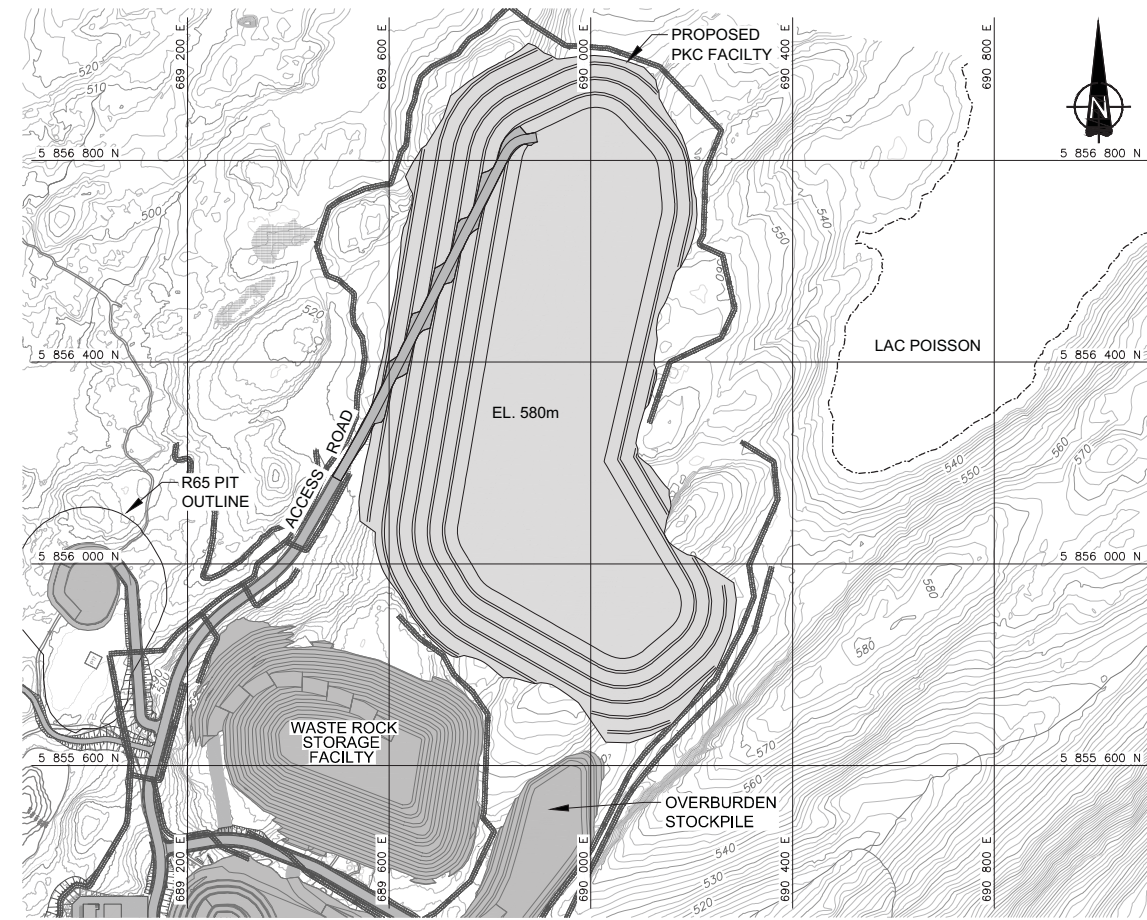 689 200 E
689 600 E
690 000 E
690 400 E
690 800 E
PROPOSED
PKC FACILTY
N
520
510
5 856 800 N
5 856 800 N
500
540
550
560
520
LAC POISSON
5 856 400 N
5 856 400 N
EL. 580m
ACCESS ROAD
R65 PIT
OUTLINE
540
550
560
570
5 856 000 N
5 856 000 N
580
580
500
WASTE ROCK
STORAGE
FACILTY
570
5 855 600 N
5 855 600 N
560
OVERBURDEN
STOCKPILE
540
530
520
689 200 E
689 600 E
690 000 E
690 400 E
690 800 E